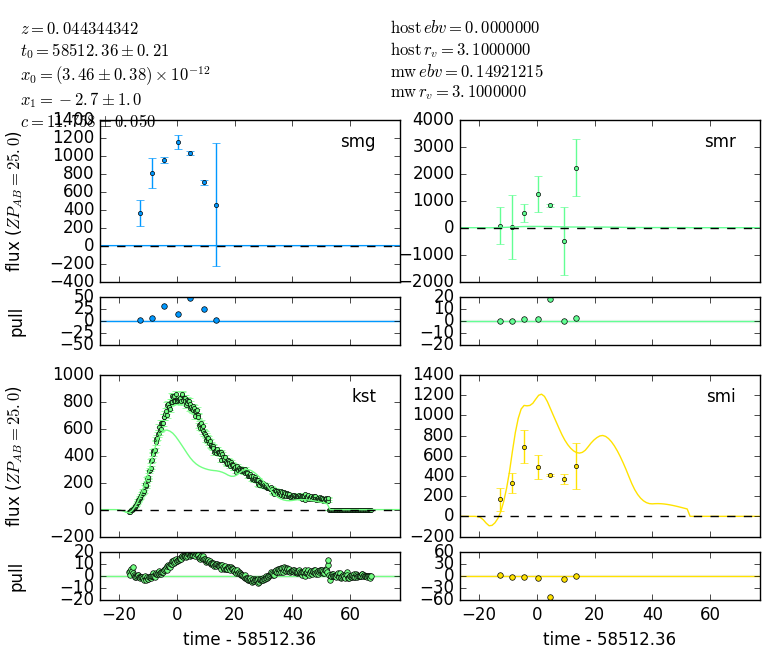 z = 0.044344342
t0 = 58512.36 ± 0.21
x0 = (3.46 ± 0.38) × 10^−12
x1 = −2.7 ± 1.0
c = 11.758 ± 0.050
host ebv = 0.0000000
host r_v = 3.1000000
mw ebv = 0.14921215
mw r_v = 3.1000000
smg
1400
1200
1000
800
600
400
200
0
−200
−400
flux (ZP_AB = 25.0)
smr
4000
3000
2000
1000
0
−1000
−2000
50
25
0
−25
−50
pull
20
10
0
−10
−20
kst
1000
800
600
400
200
0
−200
flux (ZP_AB = 25.0)
smi
1400
1200
1000
800
600
400
200
0
−200
20
10
0
−10
−20
pull
−20 0 20 40 60
time - 58512.36
60
30
0
−30
−60
−20 0 20 40 60
time - 58512.36